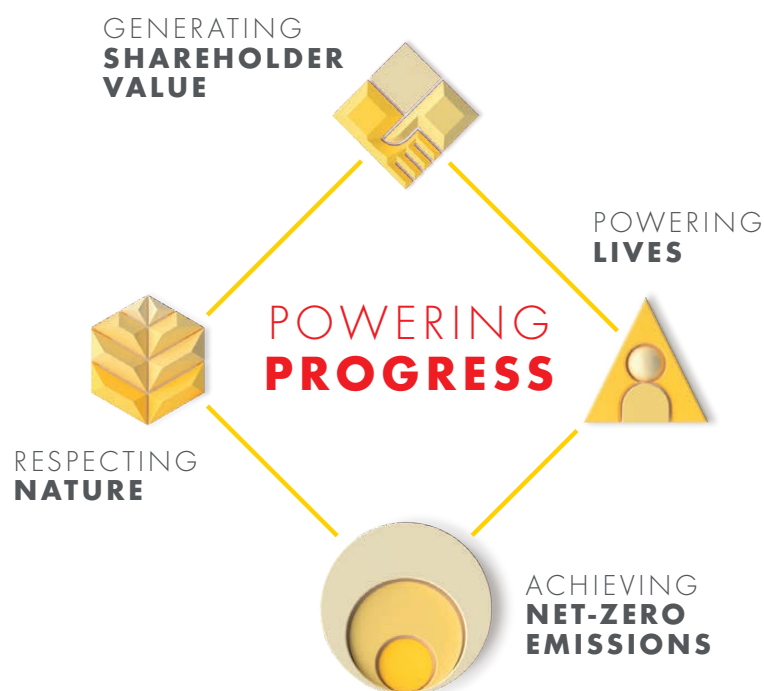 GENERATING
SHAREHOLDER
VALUE
POWERING
LIVES
POWERING
PROGRESS
RESPECTING
NATURE
ACHIEVING
NET-ZERO
EMISSIONS